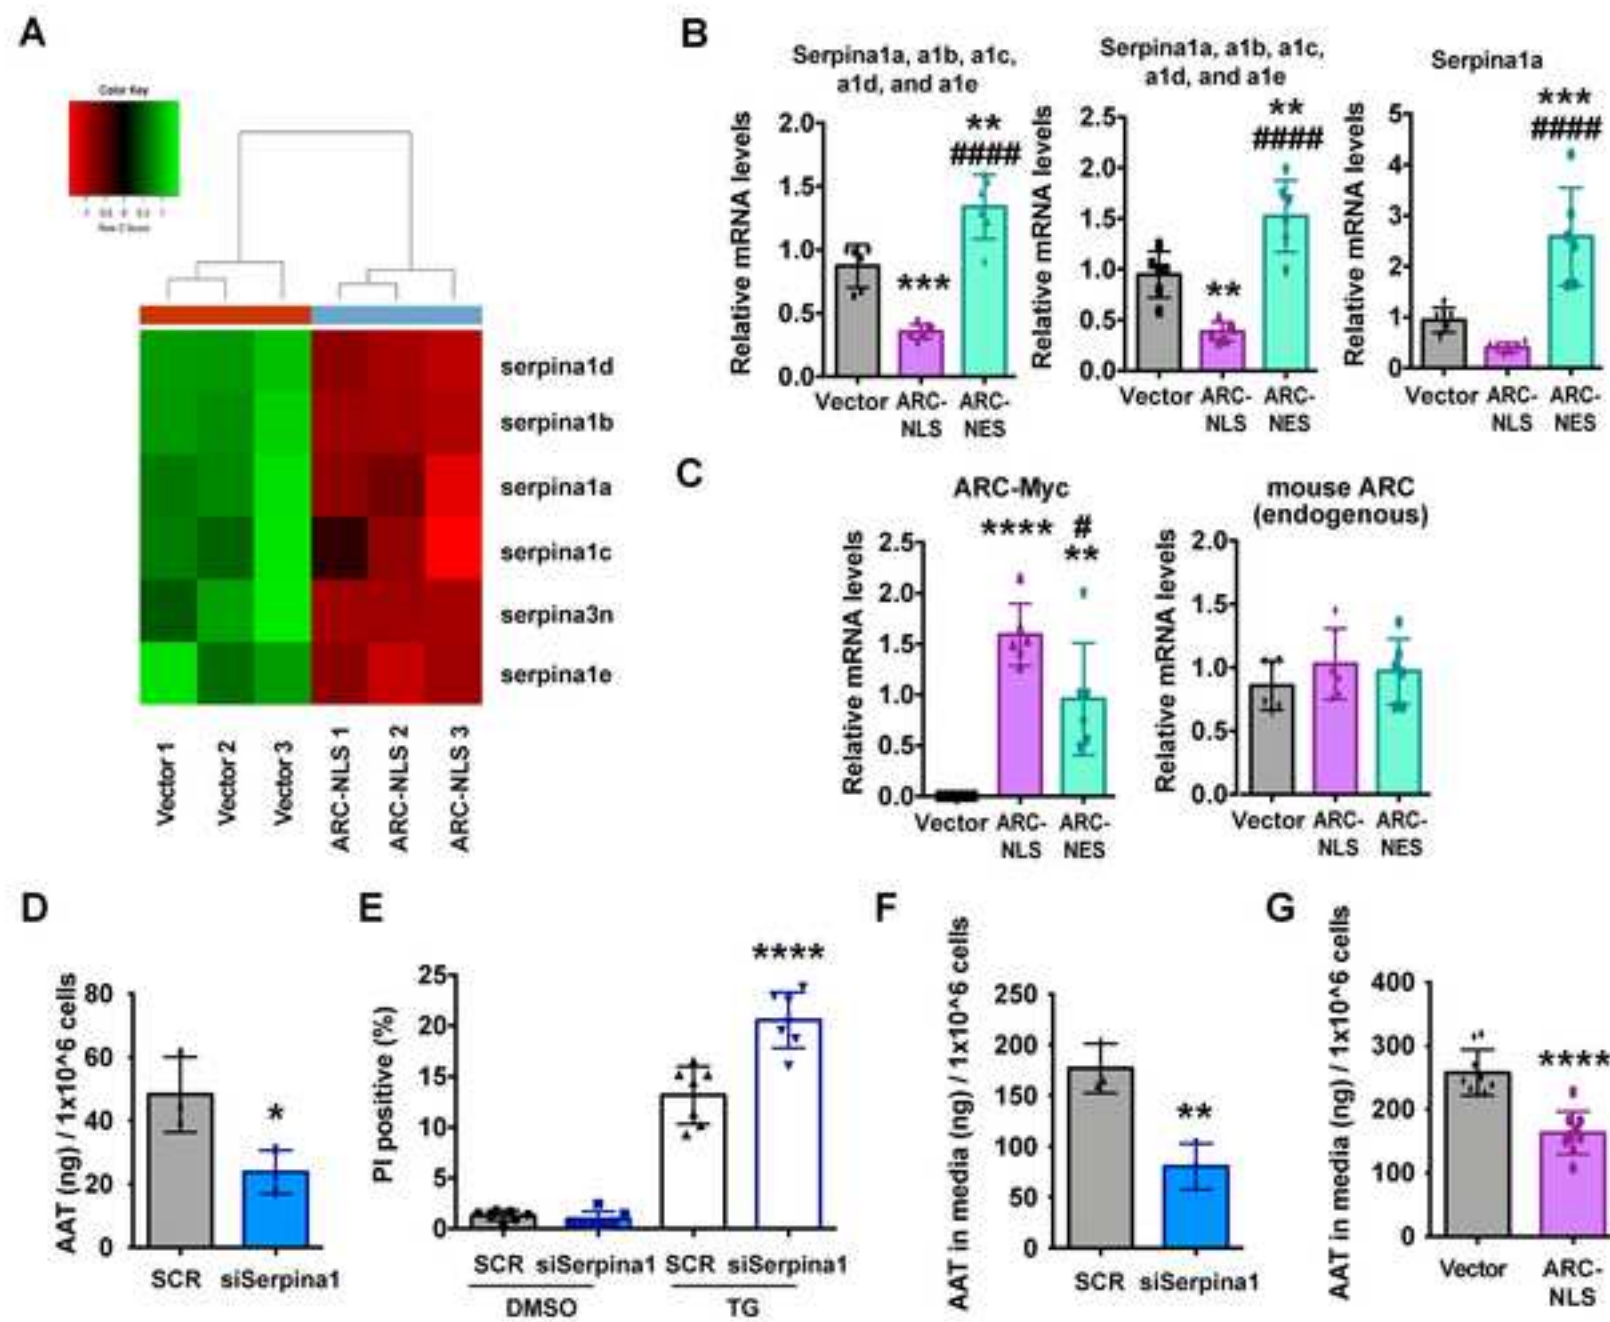 A
Color Key
Row Z Score
serpina1d
serpina1b
serpina1a
serpina1c
serpina3n
serpina1e
Vector 1
Vector 2
Vector 3
ARC-NLS 1
ARC-NLS 2
ARC-NLS 3
B
Serpina1a, a1b, a1c,
a1d, and a1e
Relative mRNA levels
2.0
1.5
1.0
0.5
0.0
***
**
####
Vector ARC- ARC-
NLS NES
Serpina1a, a1b, a1c,
a1d, and a1e
Relative mRNA levels
2.5
2.0
1.5
1.0
0.5
0.0
**
**
####
Vector ARC- ARC-
NLS NES
Serpina1a
Relative mRNA levels
5
4
3
2
1
0
***
####
Vector ARC- ARC-
NLS NES
C
ARC-Myc
Relative mRNA levels
2.5
2.0
1.5
1.0
0.5
0.0
****
#
**
Vector ARC- ARC-
NLS NES
mouse ARC
(endogenous)
Relative mRNA levels
2.0
1.5
1.0
0.5
0.0
Vector ARC- ARC-
NLS NES
D
AAT (ng) / 1x10^6 cells
80
60
40
20
0
*
SCR siSerpina1
E
PI positive (%)
25
20
15
10
5
0
****
SCR siSerpina1 SCR siSerpina1
DMSO TG
F
AAT in media (ng) / 1x10^6 cells
250
200
150
100
50
0
**
SCR siSerpina1
G
AAT in media (ng) / 1x10^6 cells
400
300
200
100
0
****
Vector ARC-
NLS